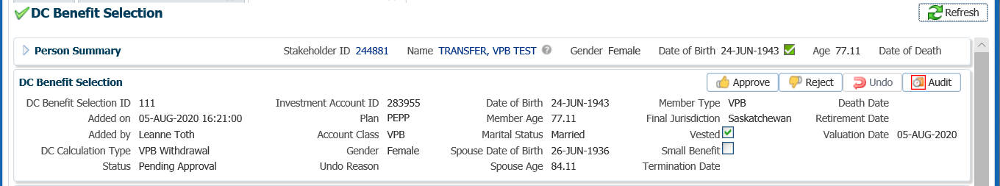 DC Benefit Selection
Refresh
Person Summary Stakeholder ID 244881 Name TRANSFER, VPB TEST Gender Female Date of Birth 24-JUN-1943 Age 77.11 Date of Death
DC Benefit Selection Approve Reject Undo Audit
DC Benefit Selection ID 111 Investment Account ID 283955 Date of Birth 24-JUN-1943 Member Type VPB Death Date
Added on 05-AUG-2020 16:21:00 Plan PEPP Member Age 77.11 Final Jurisdiction Saskatchewan Retirement Date
Added by Leanne Toth Account Class VPB Marital Status Married Vested Valuation Date 05-AUG-2020
DC Calculation Type VPB Withdrawal Gender Female Spouse Date of Birth 26-JUN-1936 Small Benefit
Status Pending Approval Undo Reason Spouse Age 84.11 Termination Date